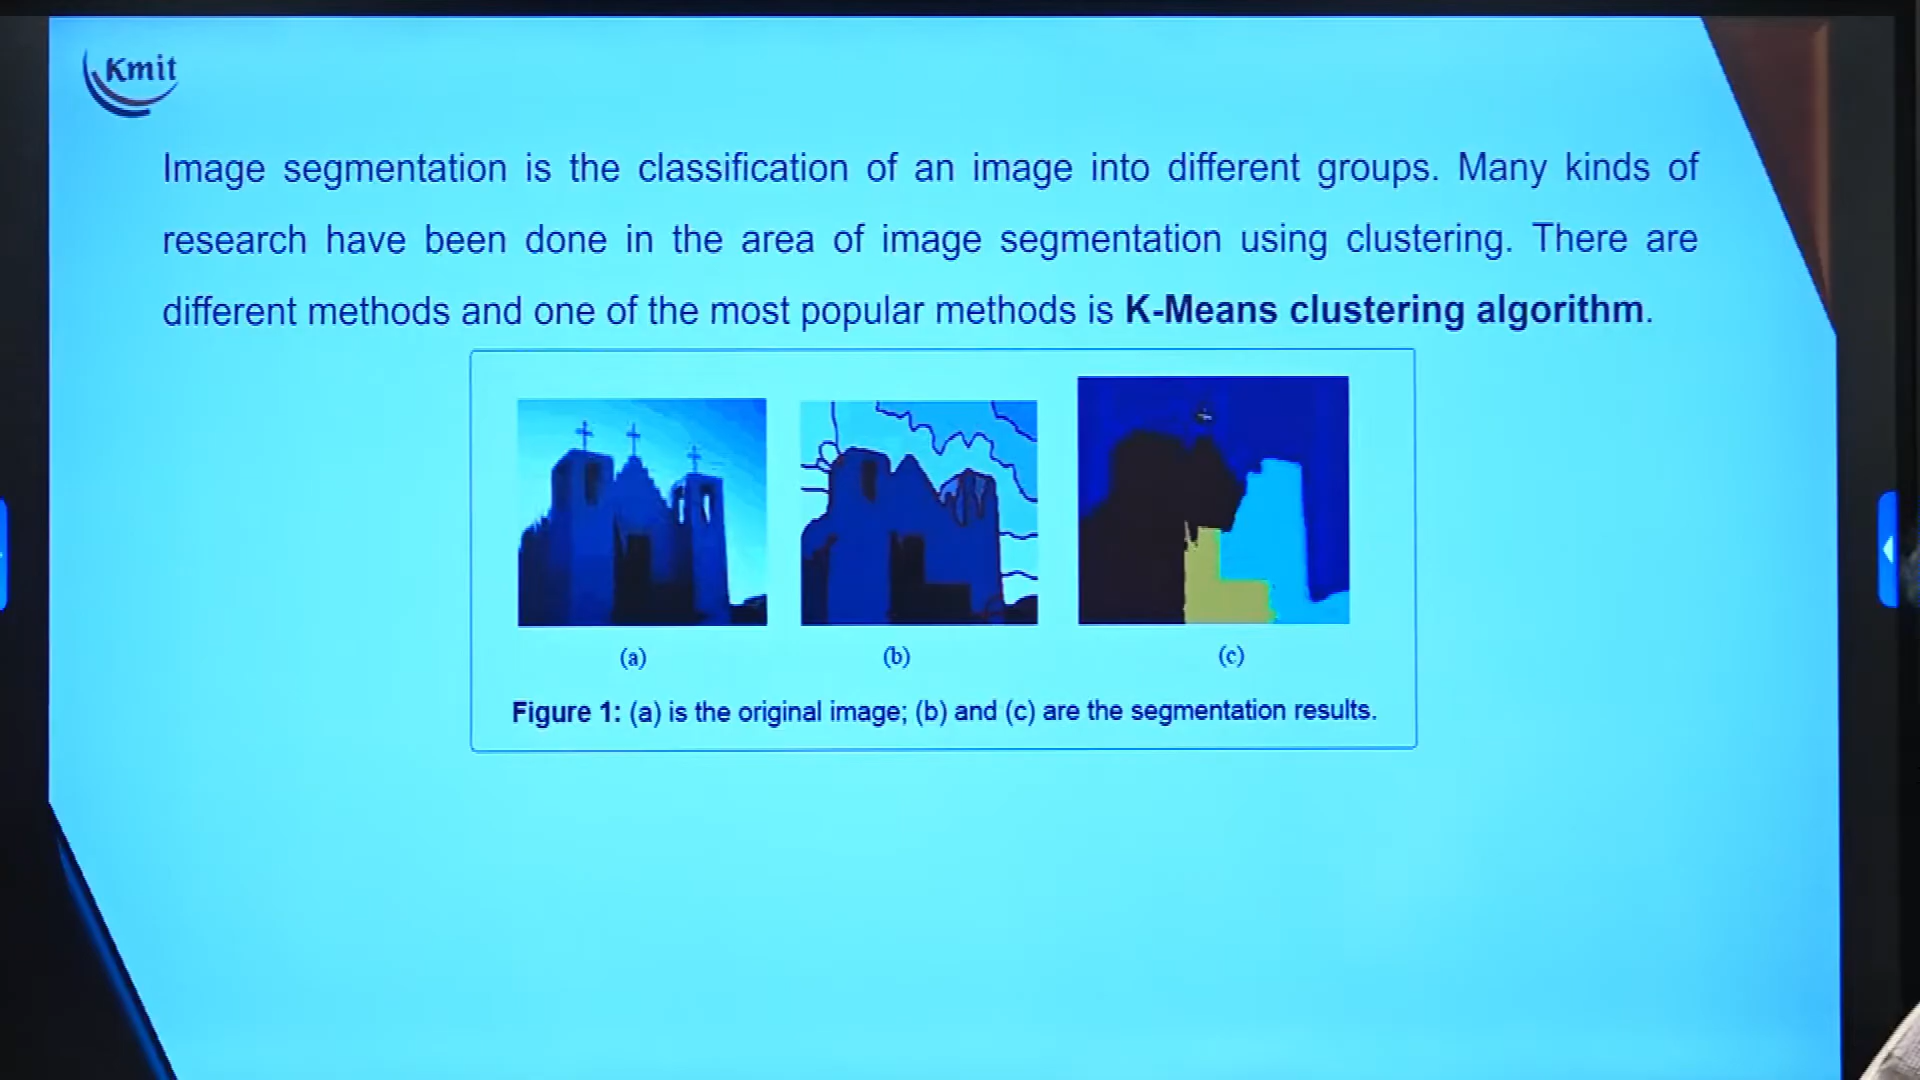 Kmit
Image segmentation is the classification of an image into different groups. Many kinds of
research have been done in the area of image segmentation using clustering. There are
different methods and one of the most popular methods is K-Means clustering algorithm.
(a) (b) (c)
Figure 1: (a) is the original image; (b) and (c) are the segmentation results.